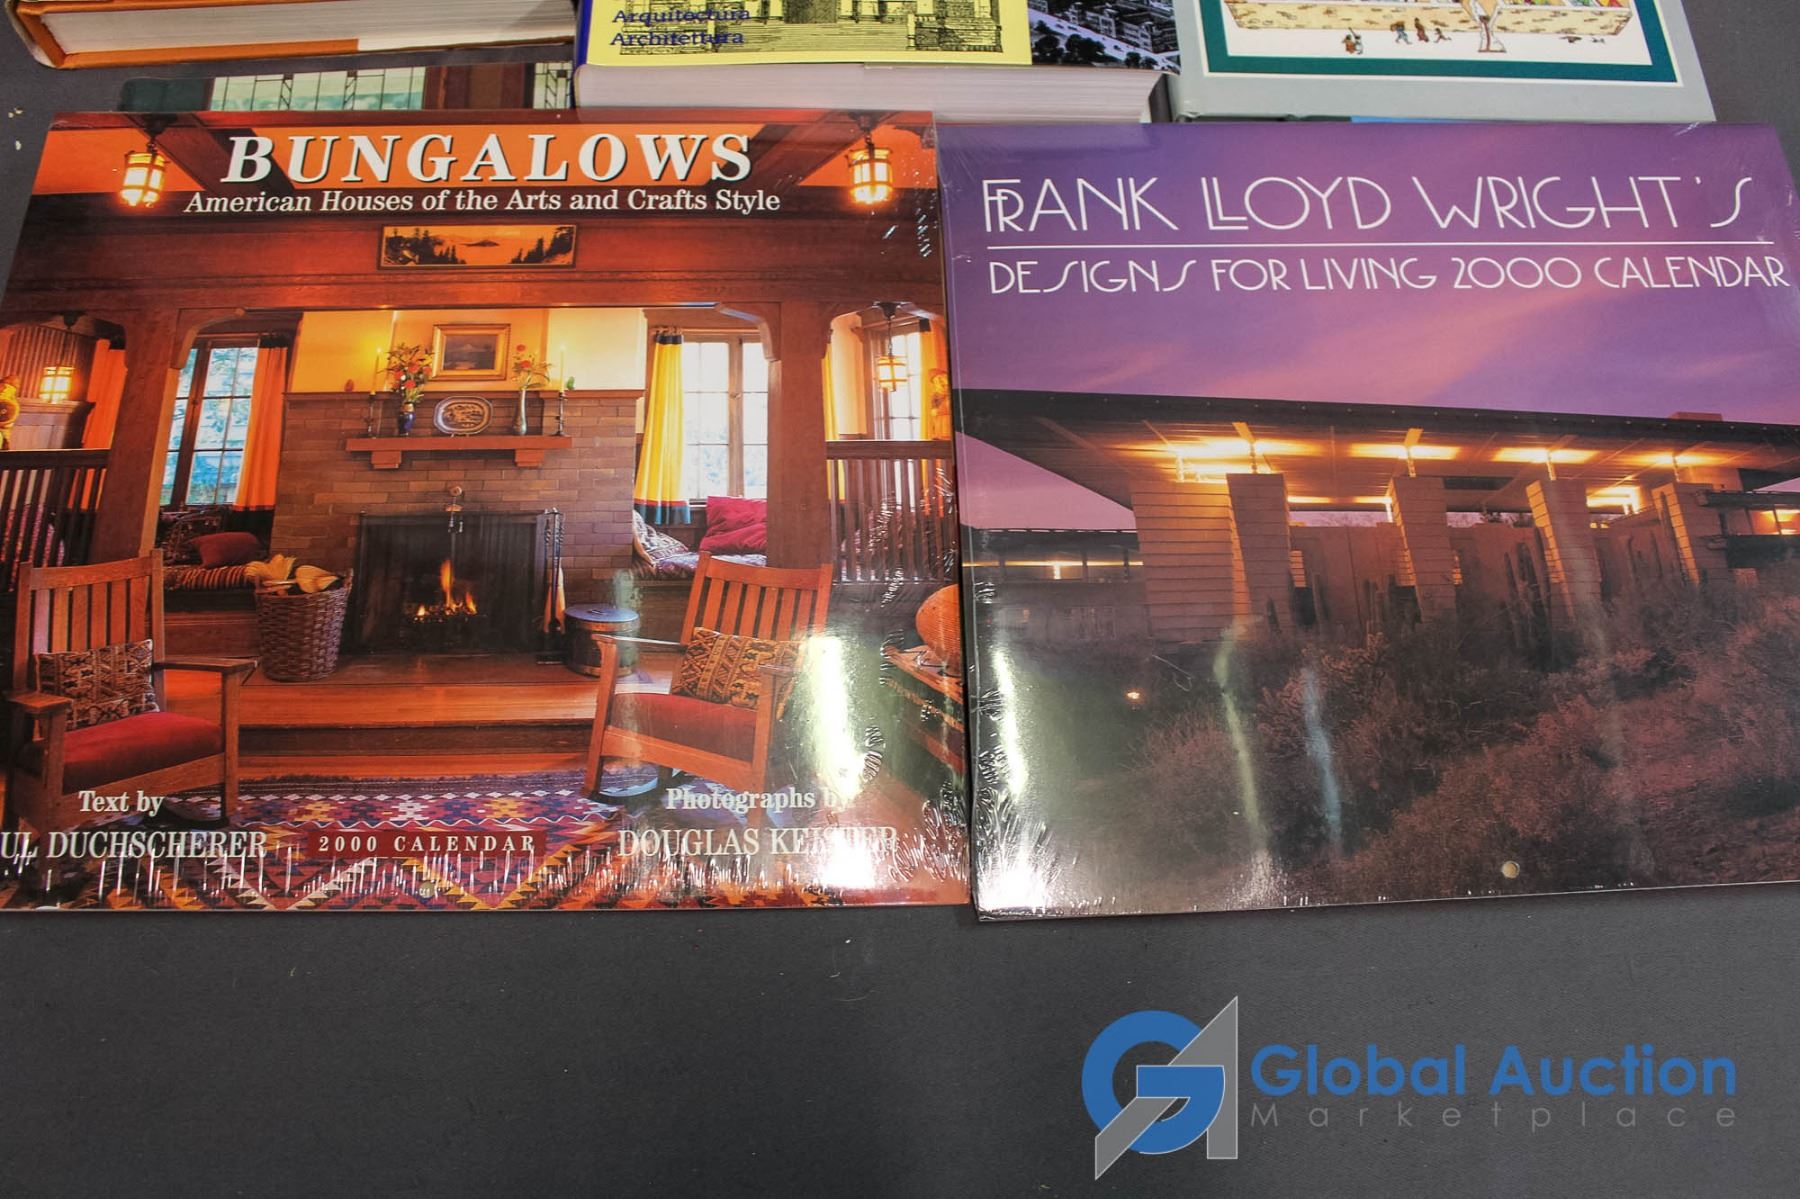 Arquitectura
Architettura
BUNGALOWS
American Houses of the Arts and Crafts Style
Text by
UL DUCHSCHERER
2000 CALENDAR
Photographs by
DOUGLAS KEISTER
FRANK LLOYD WRIGHT'S
DESIGNS FOR LIVING 2000 CALENDAR
Global Auction
Marketplace